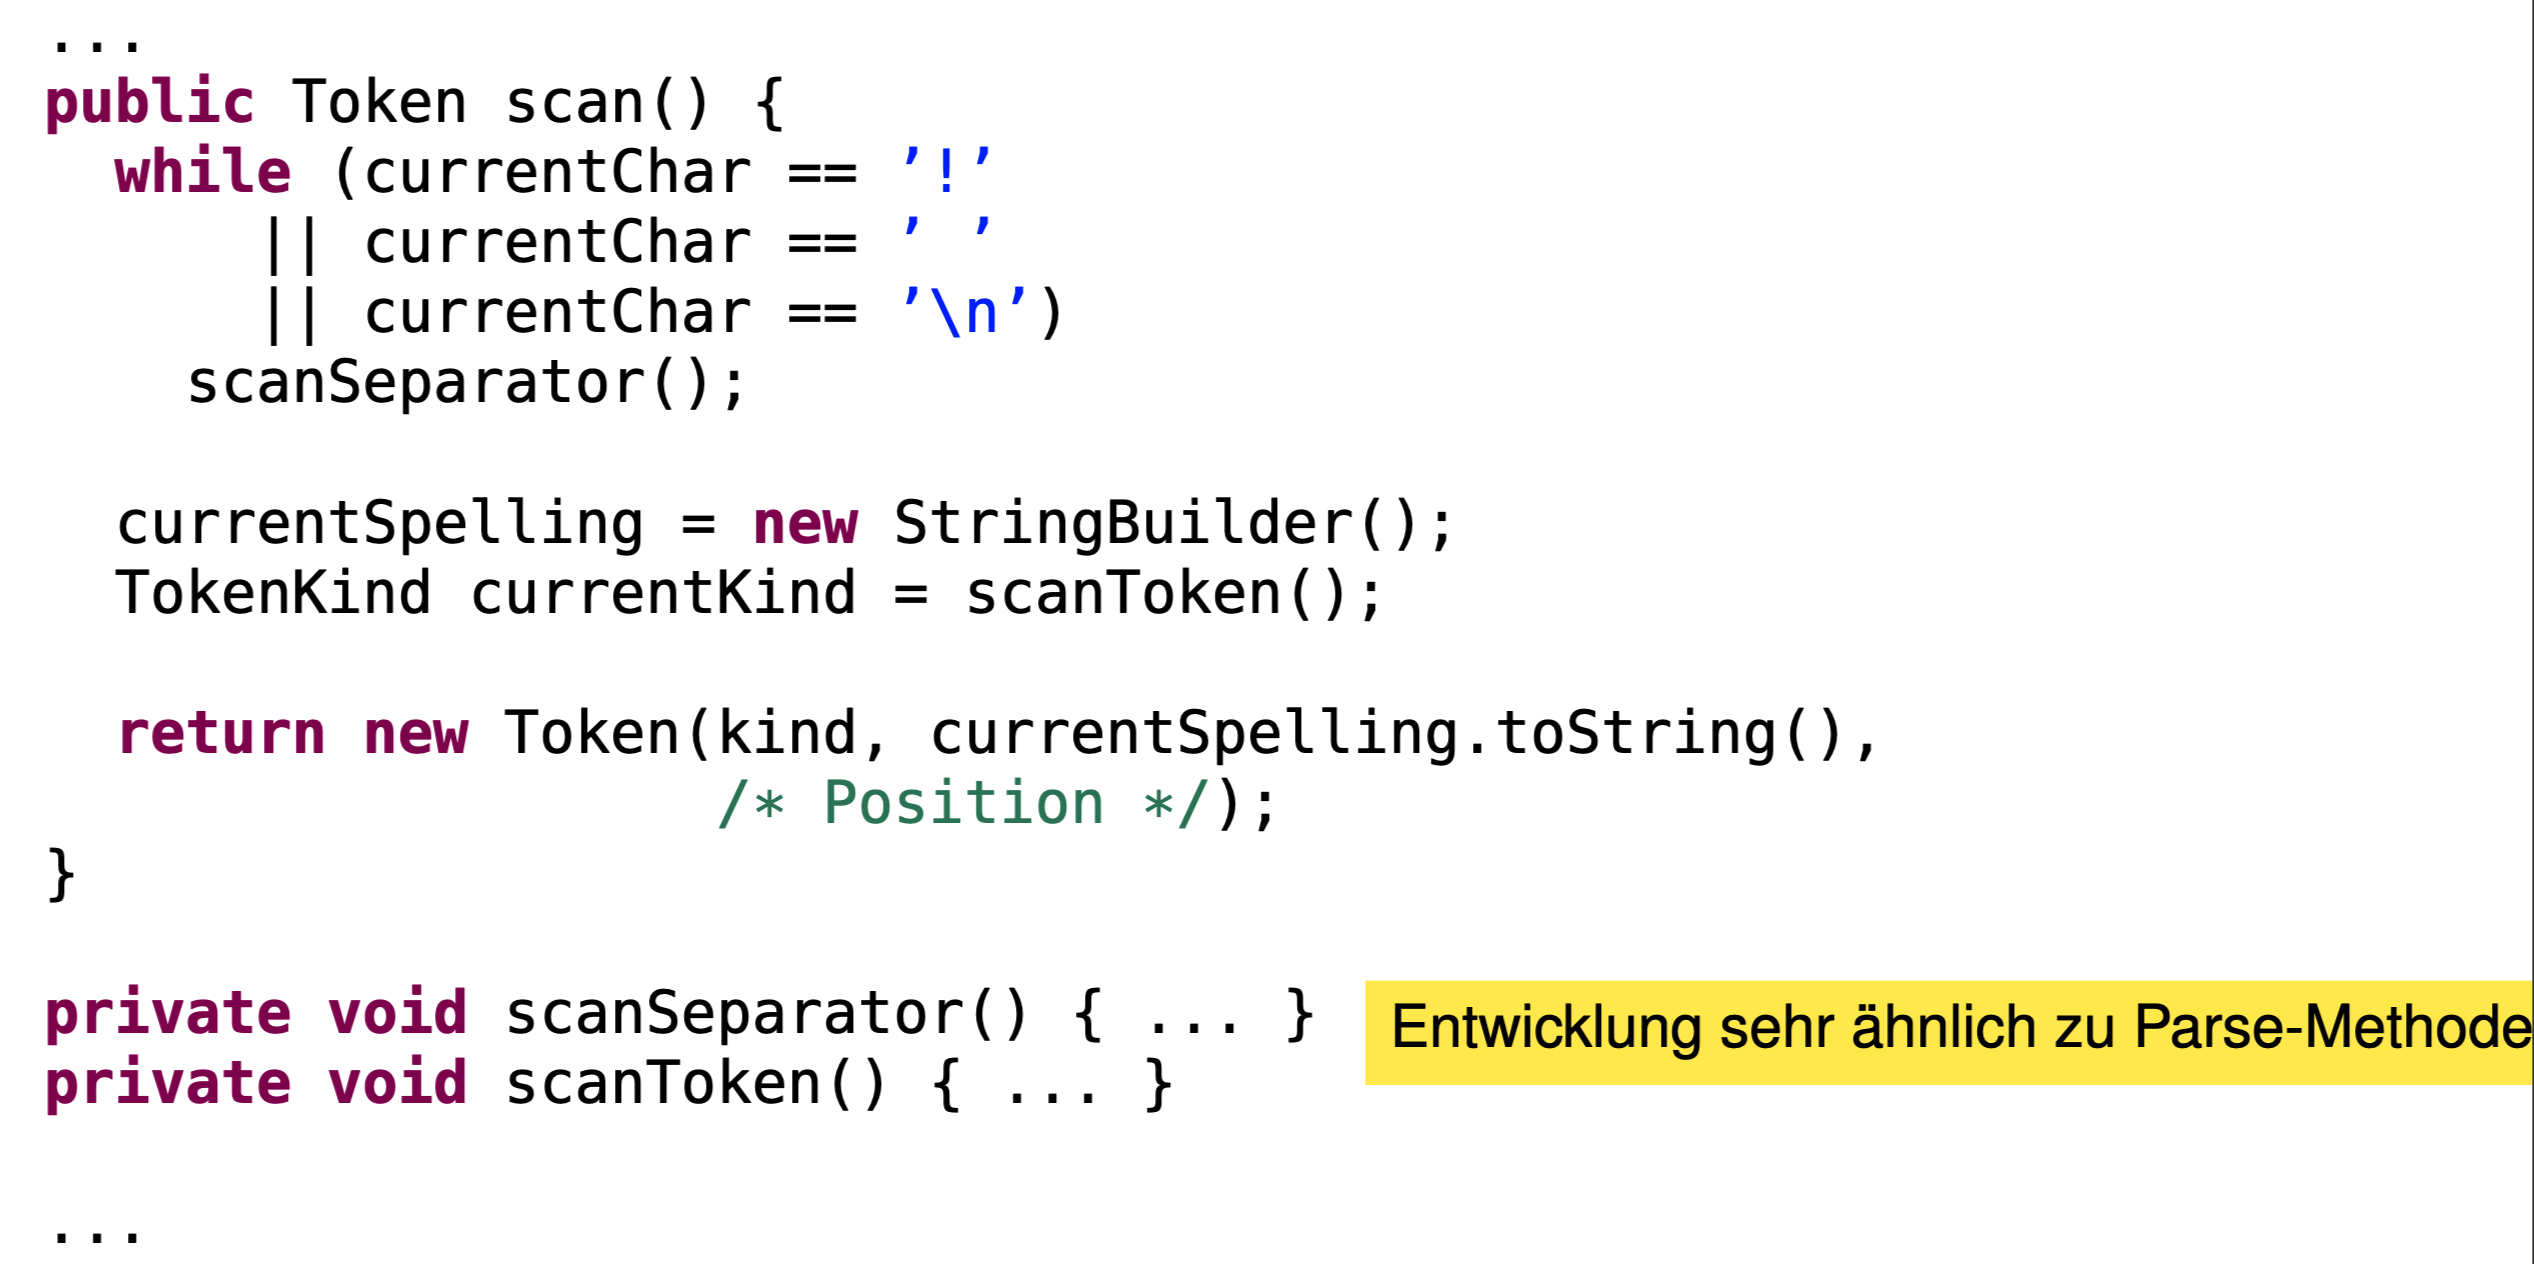 ...
public Token scan() {
  while (currentChar == ’!’
      || currentChar == ’ ’
      || currentChar == ’\n’)
    scanSeparator();
  currentSpelling = new StringBuilder();
  TokenKind currentKind = scanToken();
  return new Token(kind, currentSpelling.toString(),
                   /* Position */);
}
private void scanSeparator() { ... }
Entwicklung sehr ähnlich zu Parse-Methode
private void scanToken() { ... }
...